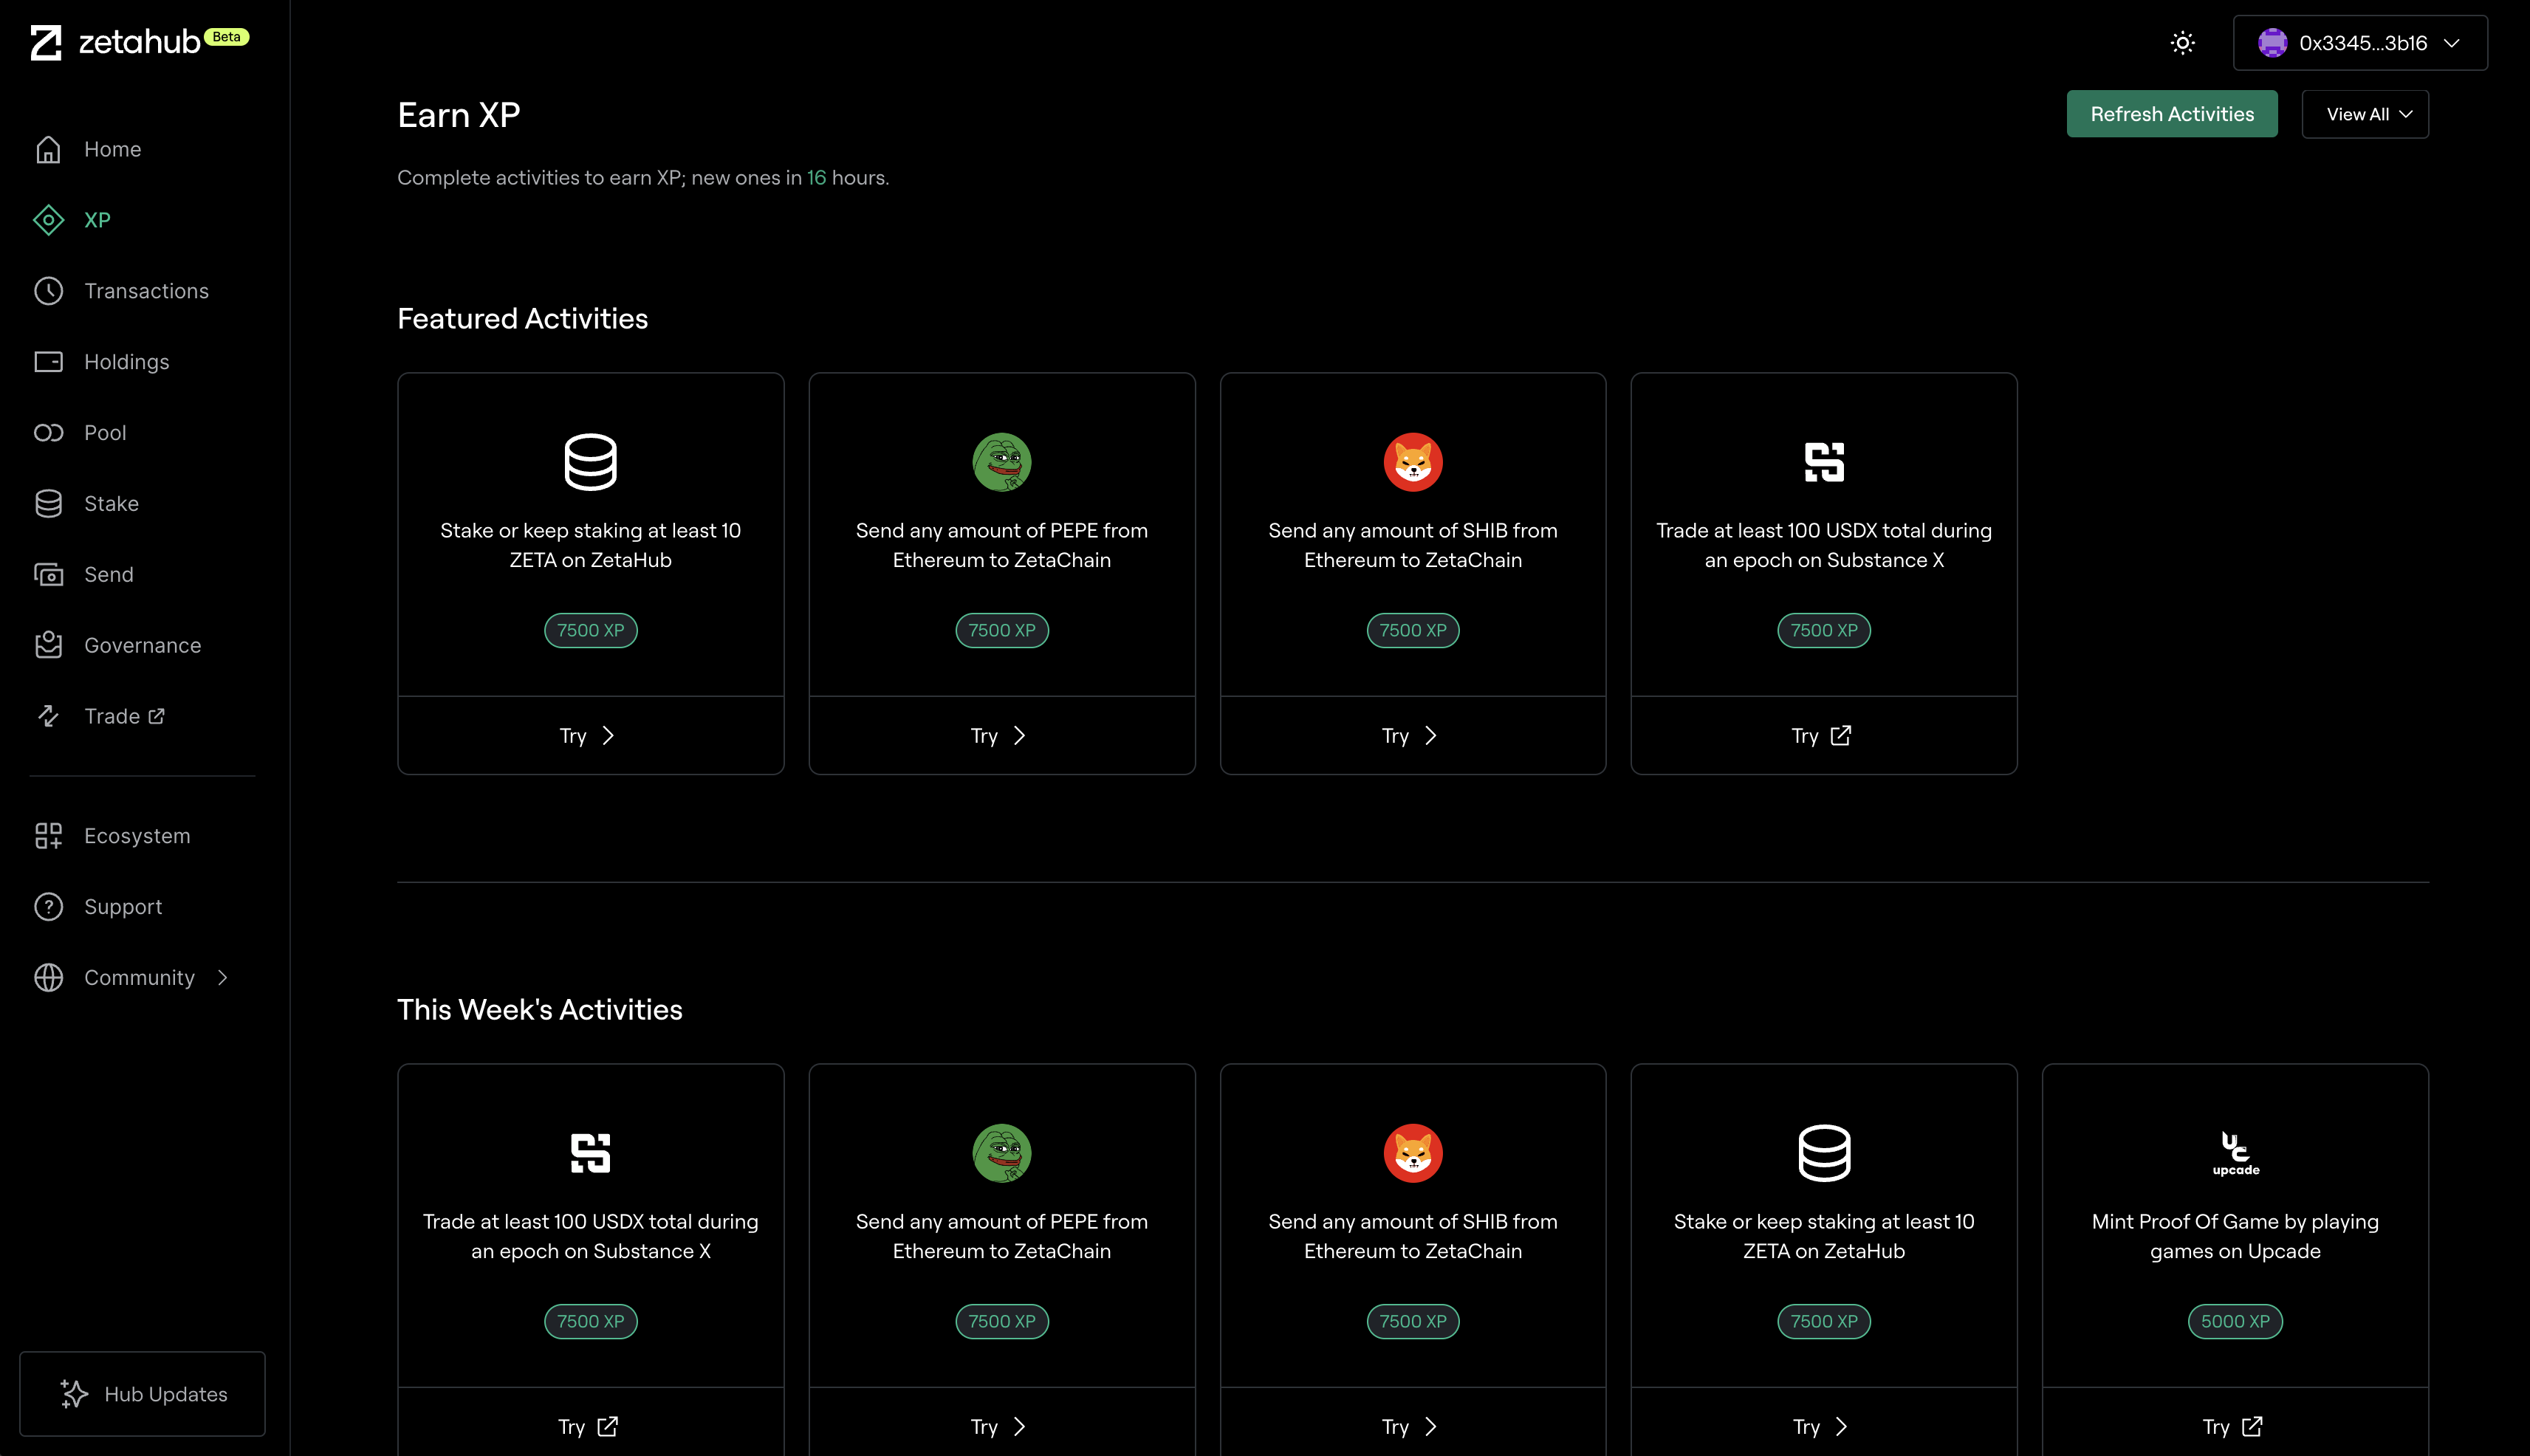 zetahub Beta
0x3345...3b16
Home
XP
Transactions
Holdings
Pool
Stake
Send
Governance
Trade
Ecosystem
Support
Community
Hub Updates
Earn XP
Refresh Activities
View All
Complete activities to earn XP; new ones in 16 hours.
Featured Activities
Stake or keep staking at least 10
ZETA on ZetaHub
7500 XP
Try
Send any amount of PEPE from
Ethereum to ZetaChain
7500 XP
Try
Send any amount of SHIB from
Ethereum to ZetaChain
7500 XP
Try
Trade at least 100 USDX total during
an epoch on Substance X
7500 XP
Try
This Week's Activities
Trade at least 100 USDX total during
an epoch on Substance X
7500 XP
Try
Send any amount of PEPE from
Ethereum to ZetaChain
7500 XP
Try
Send any amount of SHIB from
Ethereum to ZetaChain
7500 XP
Try
Stake or keep staking at least 10
ZETA on ZetaHub
7500 XP
Try
uc
upcade
Mint Proof Of Game by playing
games on Upcade
5000 XP
Try